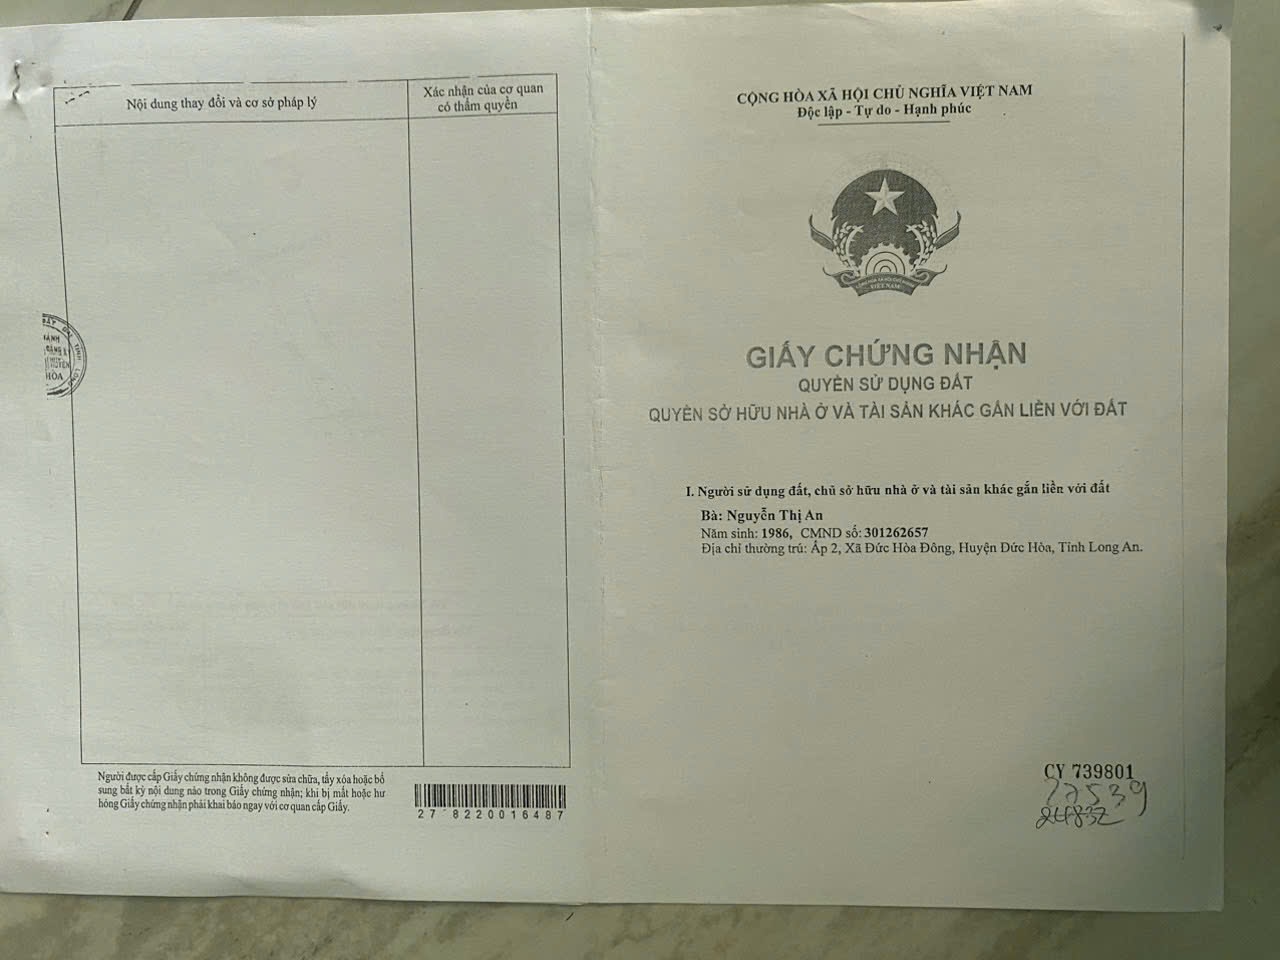 Nội dung thay đổi và cơ sở pháp lý
Xác nhận của cơ quan
có thẩm quyền
Người được cấp Giấy chứng nhận không được sửa chữa, tẩy xóa hoặc bổ
sung bất kỳ nội dung nào trong Giấy chứng nhận; khi bị mất hoặc hư
hỏng Giấy chứng nhận phải khai báo ngay với cơ quan cấp Giấy.
27 8220016487
CỘNG HÒA XÃ HỘI CHỦ NGHĨA VIỆT NAM
Độc lập - Tự do - Hạnh phúc
VIỆT NAM
GIẤY CHỨNG NHẬN
QUYỀN SỬ DỤNG ĐẤT
QUYỀN SỞ HỮU NHÀ Ở VÀ TÀI SẢN KHÁC GẮN LIỀN VỚI ĐẤT
I. Người sử dụng đất, chủ sở hữu nhà ở và tài sản khác gắn liền với đất
Bà: Nguyễn Thị An
Năm sinh: 1986, CMND số: 301262657
Địa chỉ thường trú: Ấp 2, Xã Đức Hòa Đông, Huyện Đức Hòa, Tỉnh Long An.
CY 739801